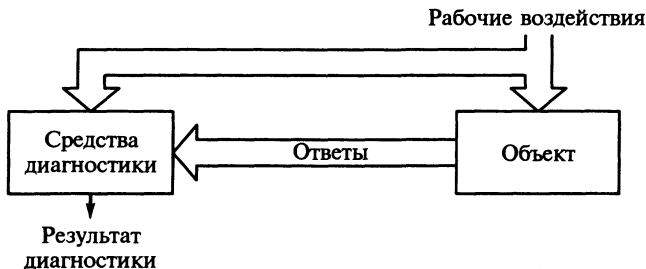 Рабочие воздействия
Средства
диагностики
Ответы
Объект
Результат
диагностики